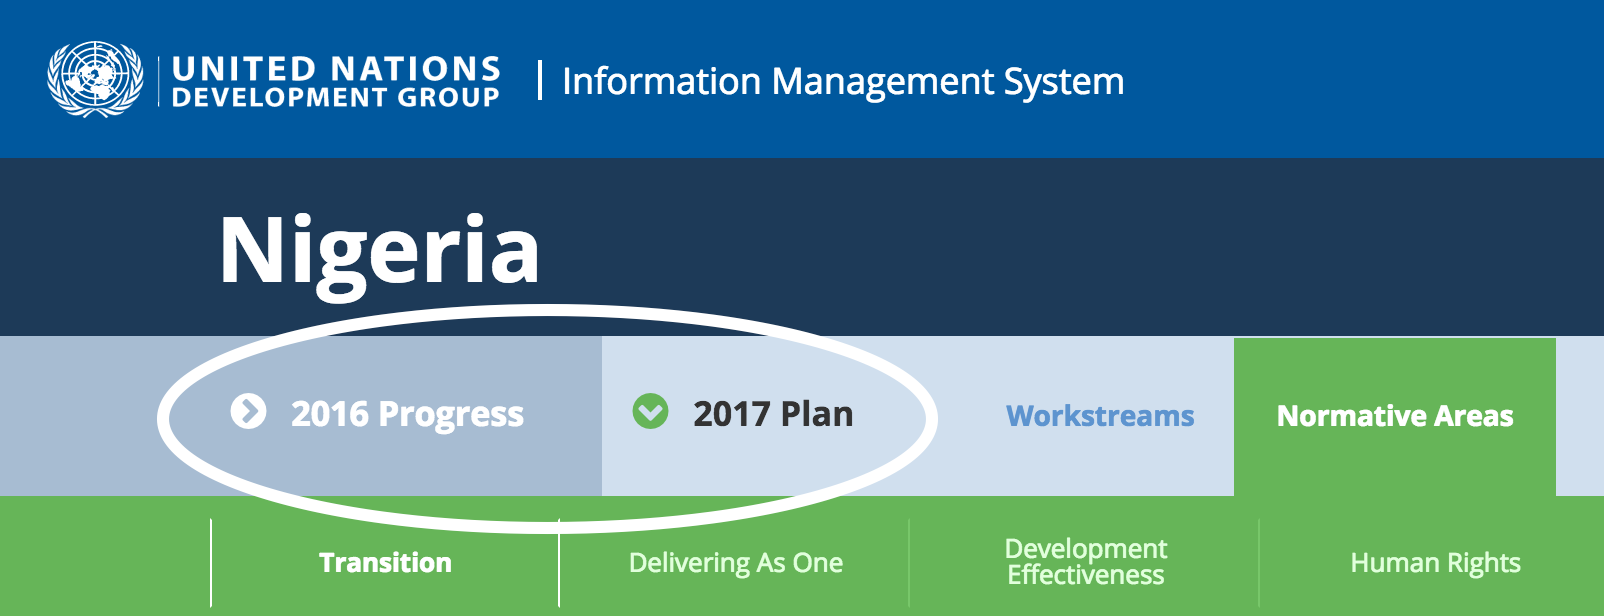 UNITED NATIONS
DEVELOPMENT GROUP
Information Management System
Nigeria
2016 Progress
2017 Plan
Workstreams
Normative Areas
Transition
Delivering As One
Development
Effectiveness
Human Rights